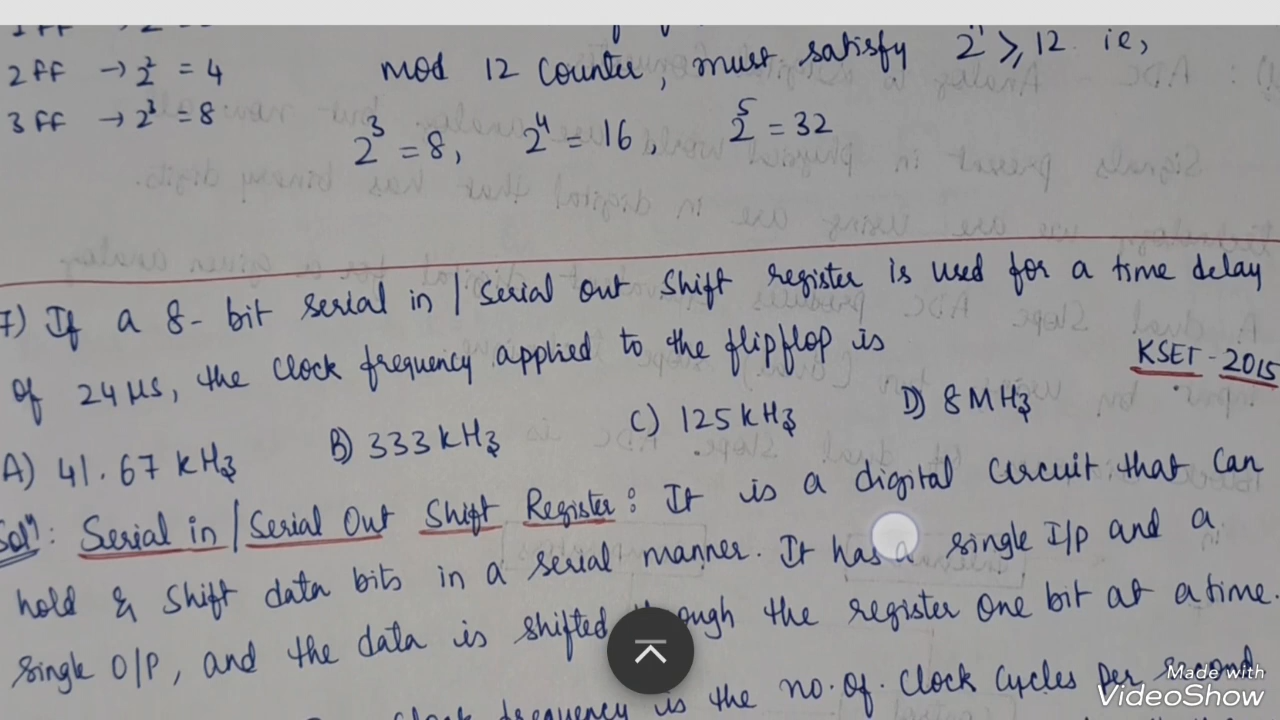 2 ff → 2² = 4
3 ff → 2³ = 8
mod 12 counter, must satisfy 2ⁿ ≥ 12 ie,
2³ = 8, 2⁴ = 16, 2⁵ = 32
7) If a 8-bit serial in / Serial Out Shift register is used for a time delay
of 24 μs, the clock frequency applied to the flipflop is
KSET - 2015
A) 41.67 kHz B) 333 kHz C) 125 kHz D) 8 MHz
Solⁿ: Serial in / Serial Out Shift Register: It is a digital circuit that can
hold & Shift data bits in a serial manner. It has a single I/p and a
single O/P, and the data is shifted through the register one bit at a time.
clock frequency is the no. of. clock cycles per second
Made with
VideoShow